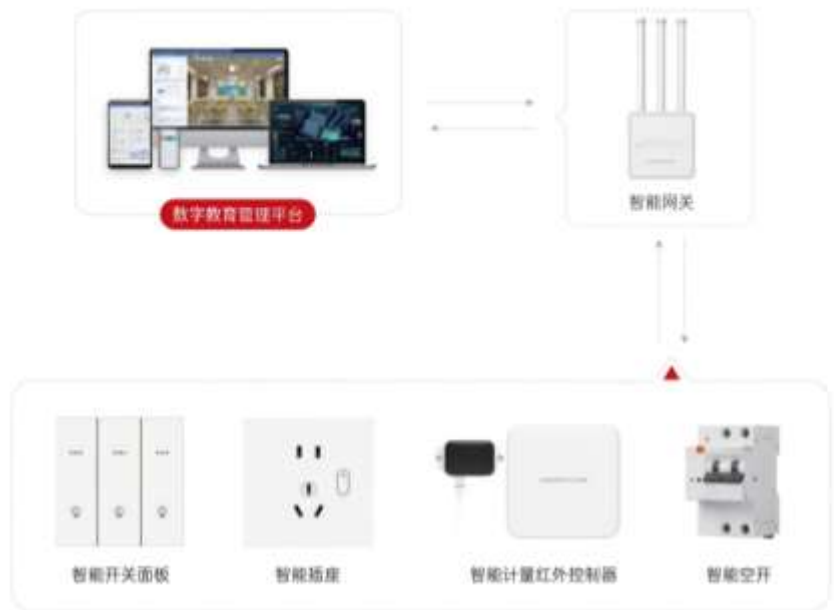 数字教育管理平台
智能网关
智能开关面板
智能插座
智能计量红外控制器
智能空开